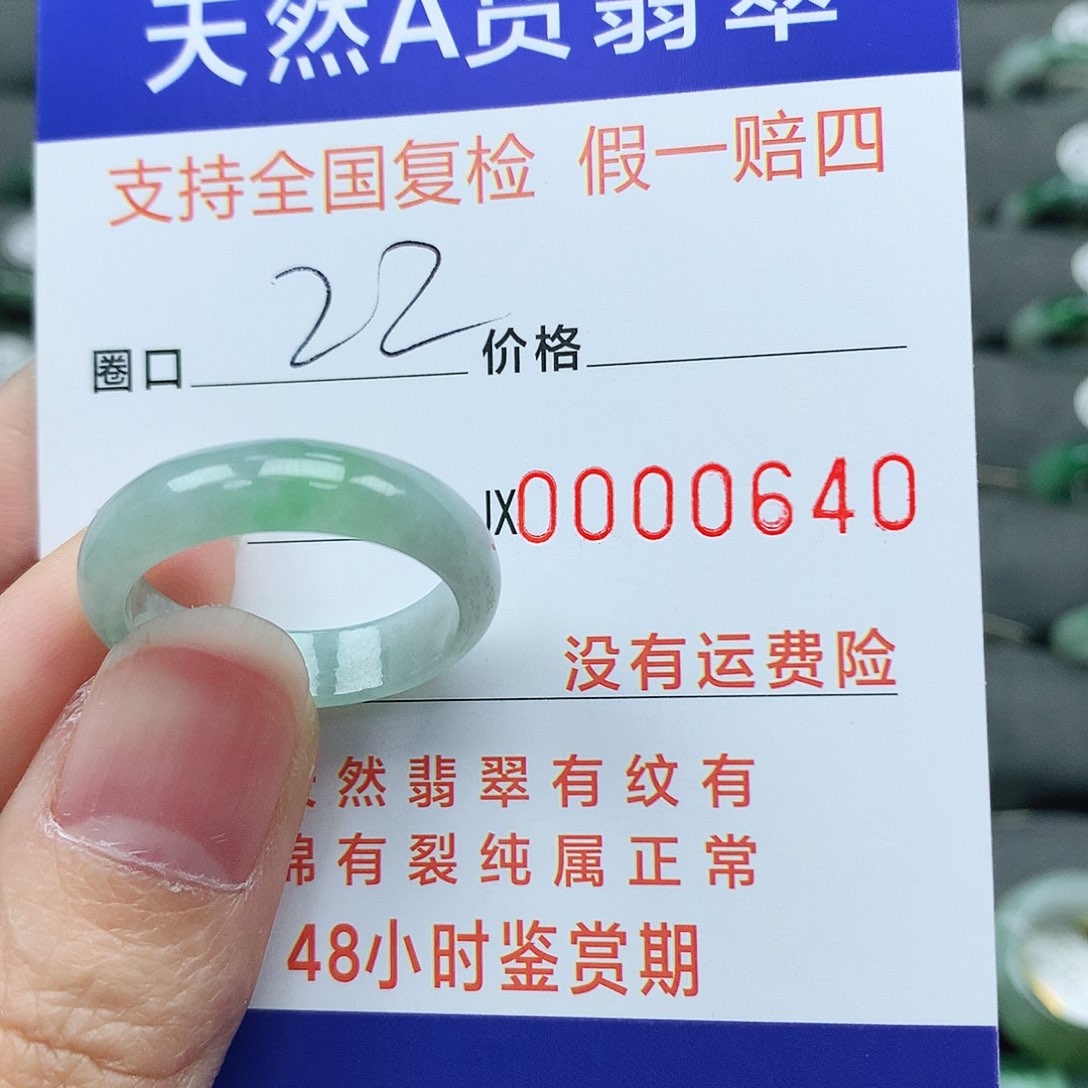 天然A货翡翠
支持全国复检 假一赔四
圈口 22 价格
IX0000640
没有运费险
然翡翠有纹有
棉有裂纯属正常
48小时鉴赏期